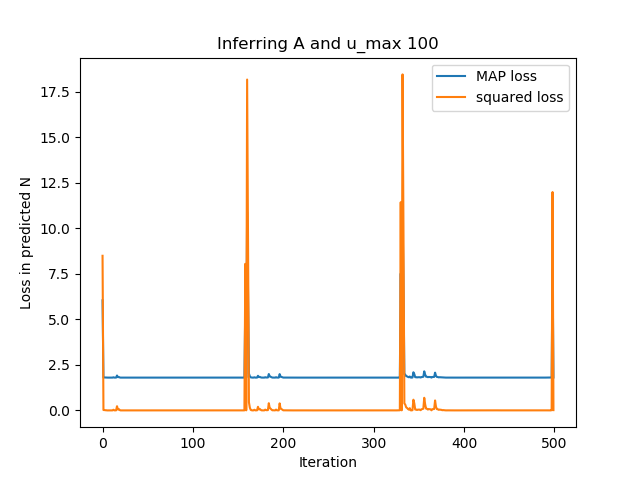 Inferring A and u_max 100
MAP loss
squared loss
Loss in predicted N
17.5
15.0
12.5
10.0
7.5
5.0
2.5
0.0
0 100 200 300 400 500
Iteration